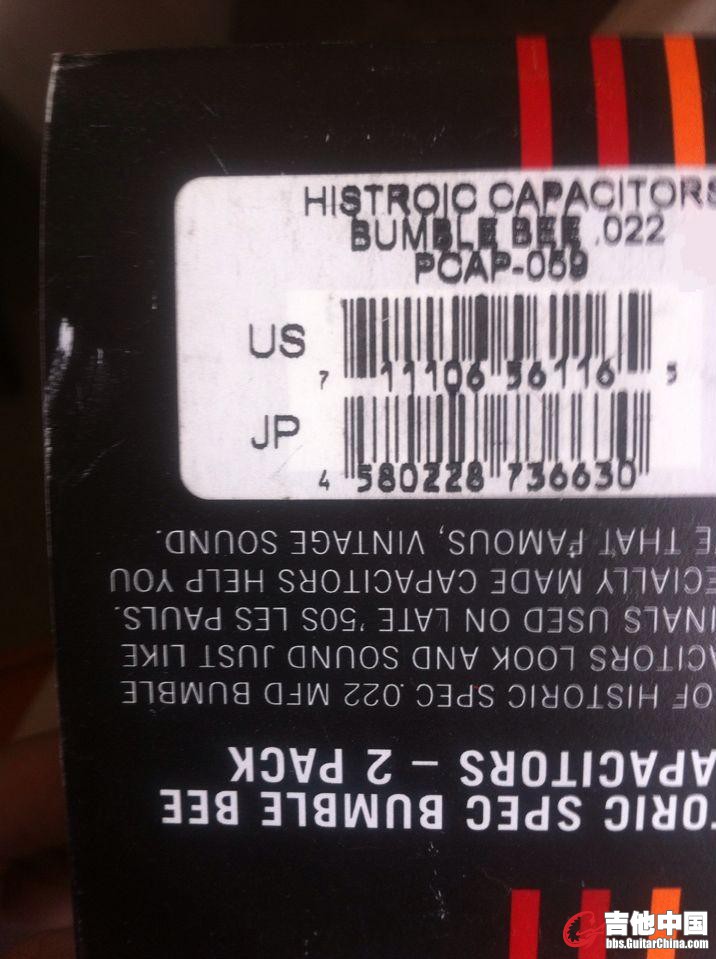 HISTROIC CAPACITORS
BUMBLE BEE .022
PCAP-059
US
7 11106 56116 5
JP
4 580228 736630
ORIC SPEC BUMBLE BEE
APACITORS – 2 PACK
OF HISTORIC SPEC .022 MFD BUMBLE
ACITORS LOOK AND SOUND JUST LIKE
INALS USED ON LATE '50S LES PAULS.
ECIALLY MADE CAPACITORS HELP YOU
E THAT FAMOUS, VINTAGE SOUND.
吉他中国
bbs.GuitarChina.com